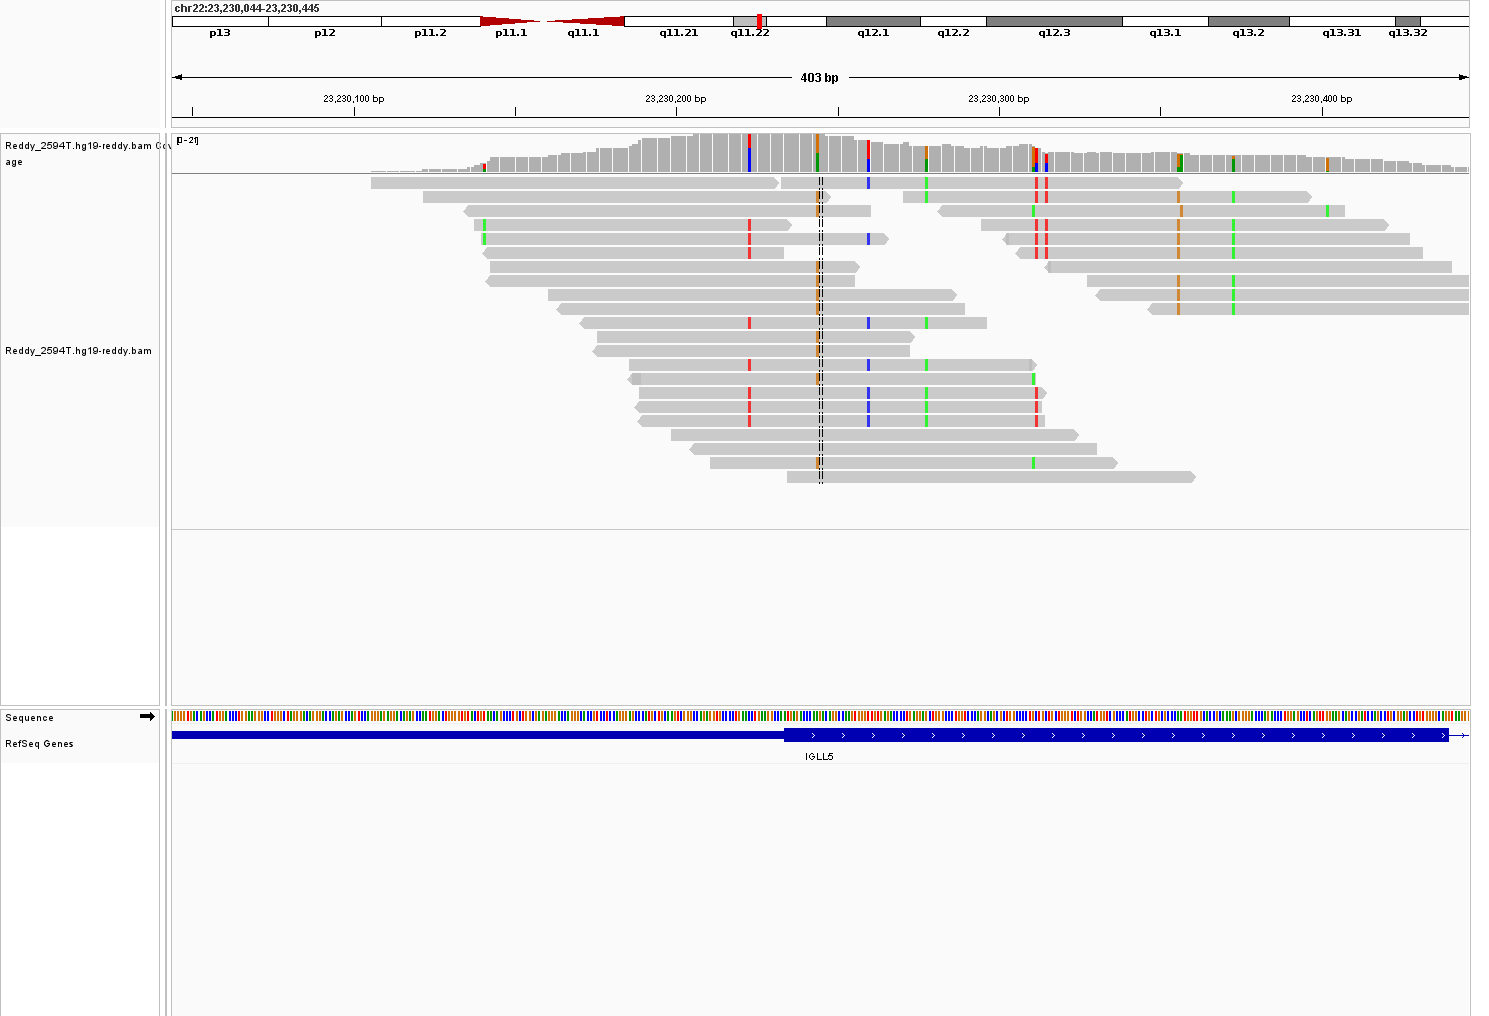 chr22:23,230,044-23,230,445
p13 p12 p11.2 p11.1 q11.1 q11.21 q11.22 q12.1 q12.2 q12.3 q13.1 q13.2 q13.31 q13.32
403 bp
23,230,100 bp 23,230,200 bp 23,230,300 bp 23,230,400 bp
Reddy_2594T.hg19-reddy.bam Cov
age
[0-21]
Reddy_2594T.hg19-reddy.bam
Sequence
RefSeq Genes
IGLL5